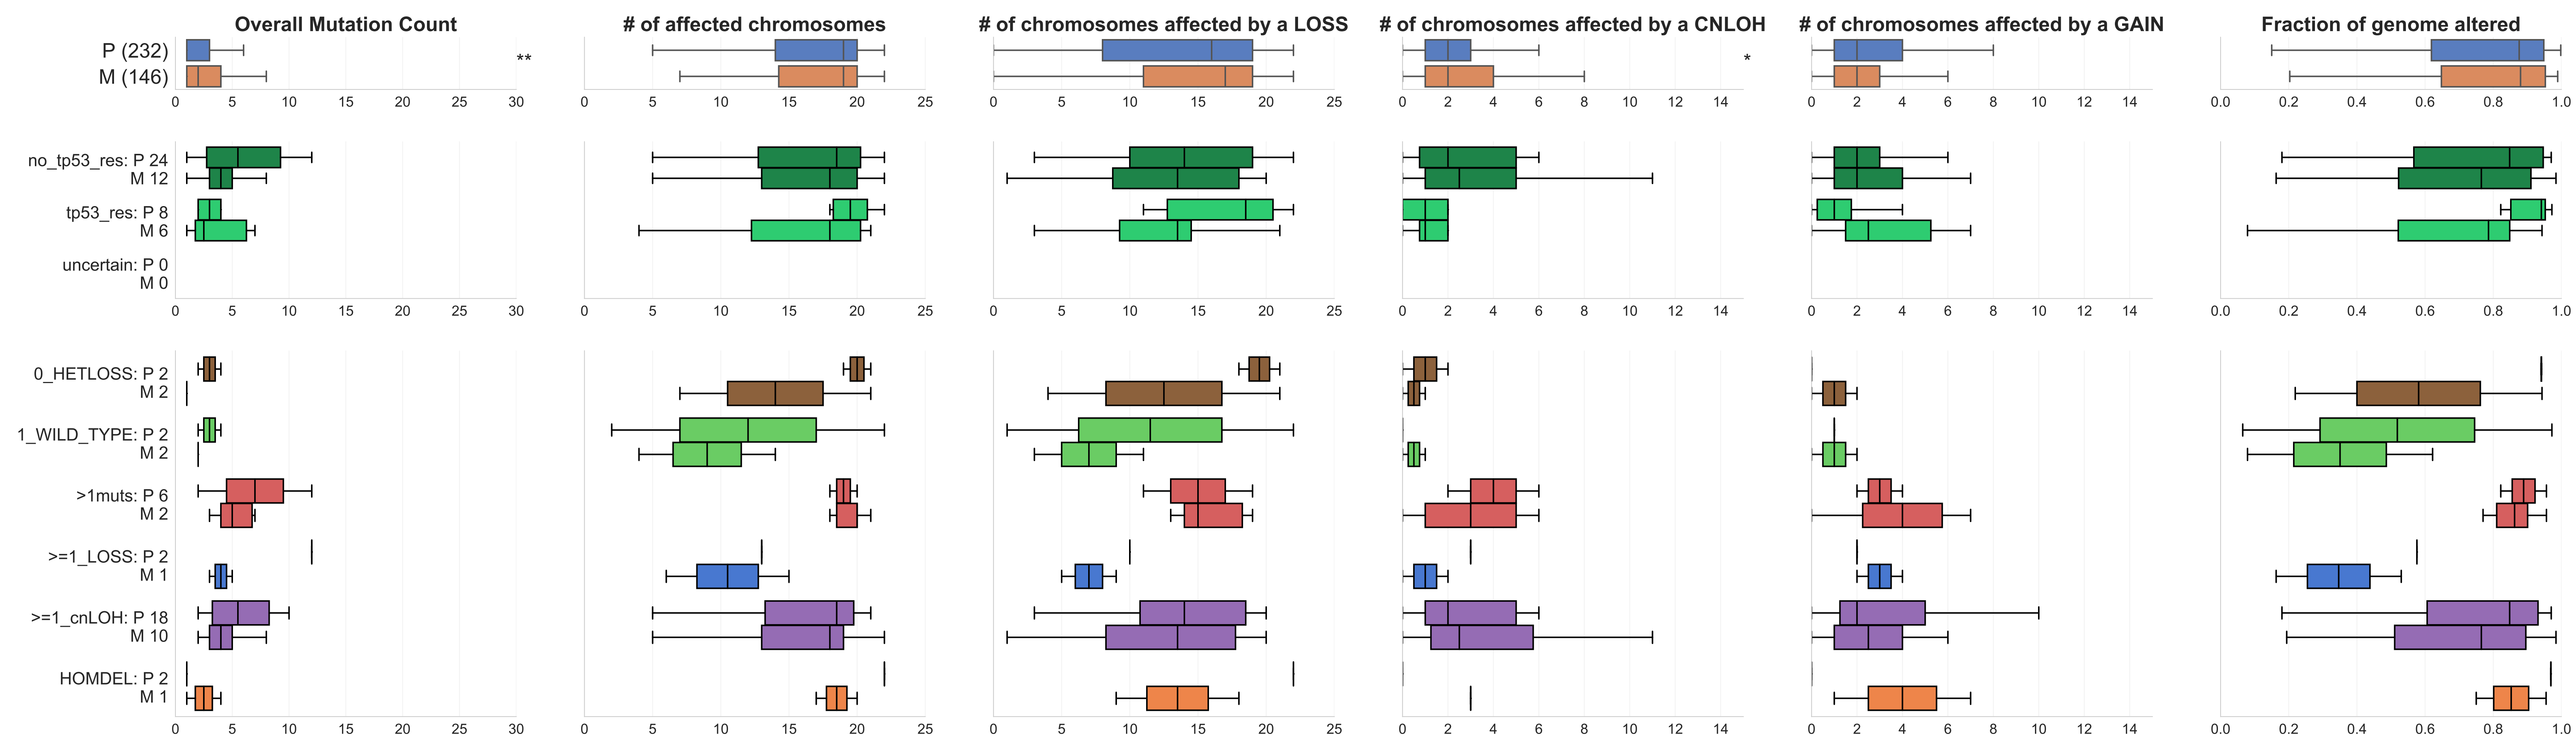 Overall Mutation Count
# of affected chromosomes
# of chromosomes affected by a LOSS
# of chromosomes affected by a CNLOH
# of chromosomes affected by a GAIN
Fraction of genome altered
P (232)
M (146)
**
*
0 5 10 15 20 25 30
0 5 10 15 20 25
0 5 10 15 20 25
0 2 4 6 8 10 12 14
0 2 4 6 8 10 12 14
0.0 0.2 0.4 0.6 0.8 1.0
no_tp53_res: P 24
M 12
tp53_res: P 8
M 6
uncertain: P 0
M 0
0 5 10 15 20 25 30
0 5 10 15 20 25
0 5 10 15 20 25
0 2 4 6 8 10 12 14
0 2 4 6 8 10 12 14
0.0 0.2 0.4 0.6 0.8 1.0
0_HETLOSS: P 2
M 2
1_WILD_TYPE: P 2
M 2
>1muts: P 6
M 2
>=1_LOSS: P 2
M 1
>=1_cnLOH: P 18
M 10
HOMDEL: P 2
M 1
0 5 10 15 20 25 30
0 5 10 15 20 25
0 5 10 15 20 25
0 2 4 6 8 10 12 14
0 2 4 6 8 10 12 14
0.0 0.2 0.4 0.6 0.8 1.0